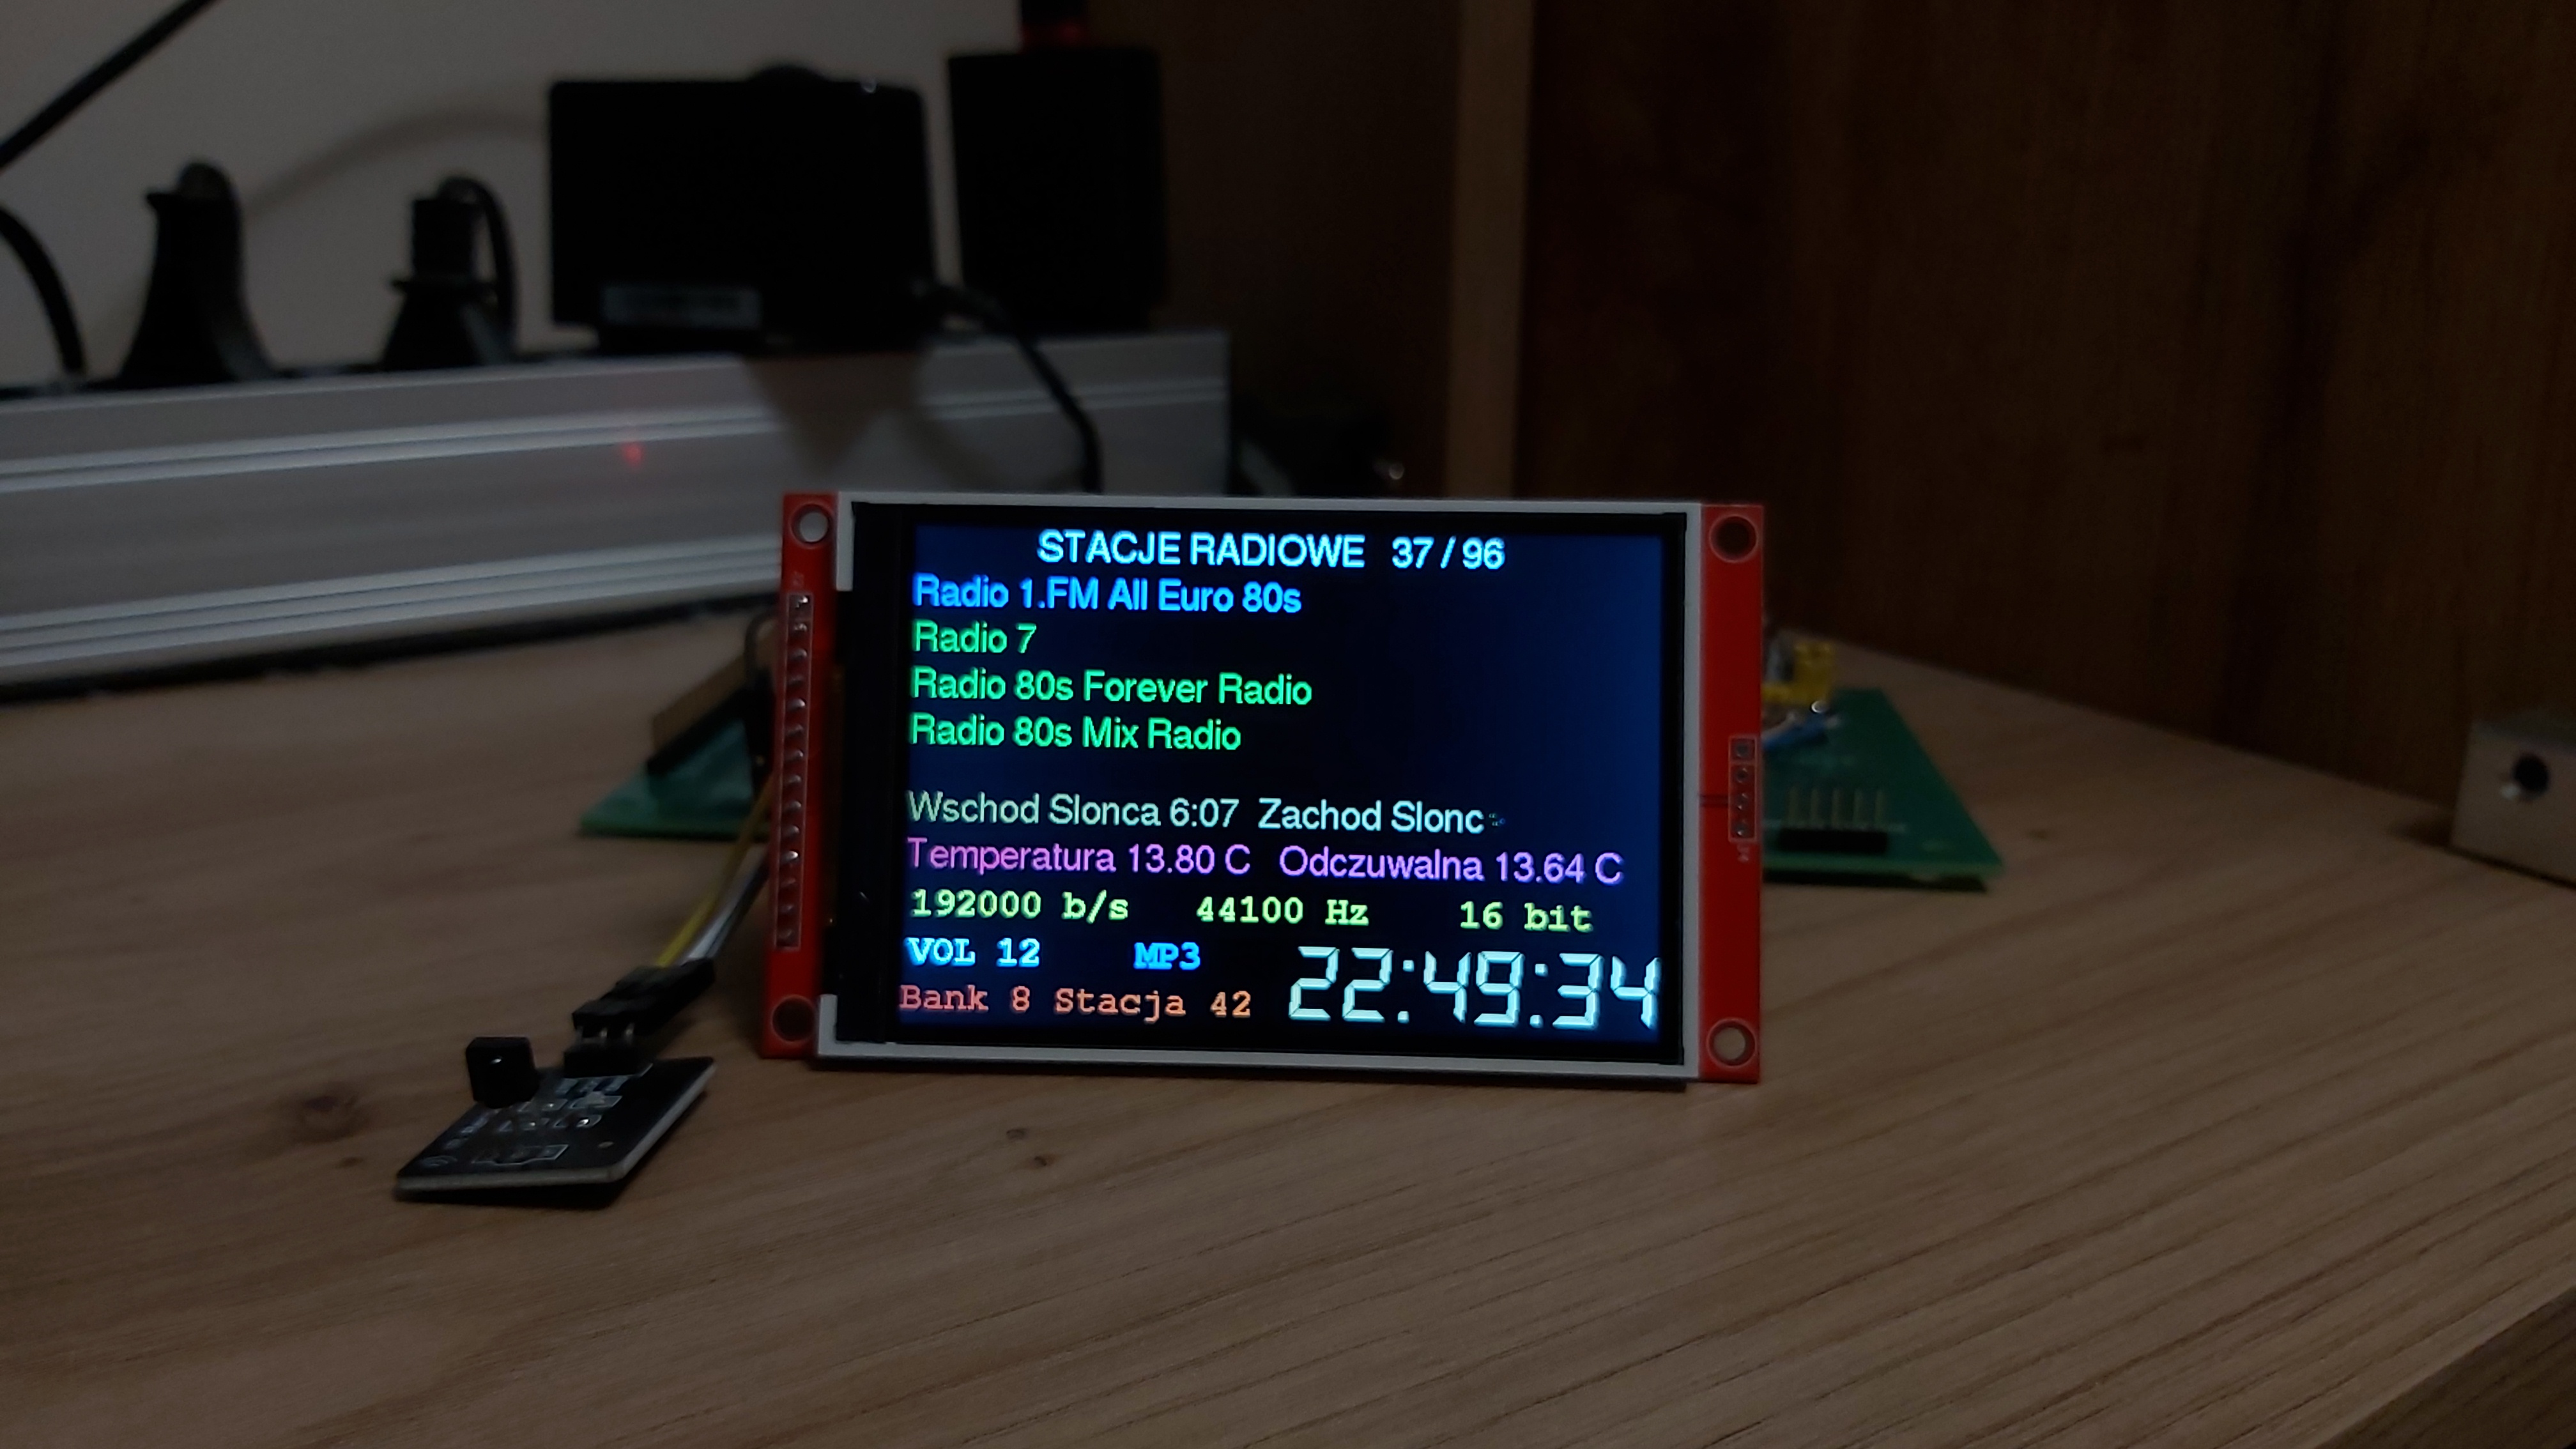 STACJE RADIOWE 37 / 96
Radio 1.FM All Euro 80s
Radio 7
Radio 80s Forever Radio
Radio 80s Mix Radio
Wschod Slonca 6:07 Zachod Slonc
Temperatura 13.80 C Odczuwalna 13.64 C
192000 b/s 44100 Hz 16 bit
VOL 12 MP3
22:49:34
Bank 8 Stacja 42